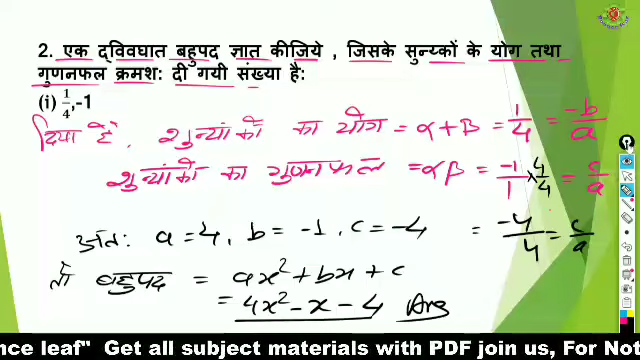 2. एक द्विवघात बहुपद ज्ञात कीजिये , जिसके सुन्य्कों के योग तथा
गुणनफल क्रमश: दी गयी संख्या है:
(i) 1/4,-1
दिया है, शुन्यांको का योग = α+β = 1/4 = -b/a
शुन्यांको का गुणनफल = αβ = -1/1 × 4/4 = c/a
अतः a = 4, b = -1, c = -4 = -4/4 = c/a
तो बहुपद = ax² + bx + c
= 4x² - x - 4 Ans
nce leaf" Get all subject materials with PDF join us, For Not